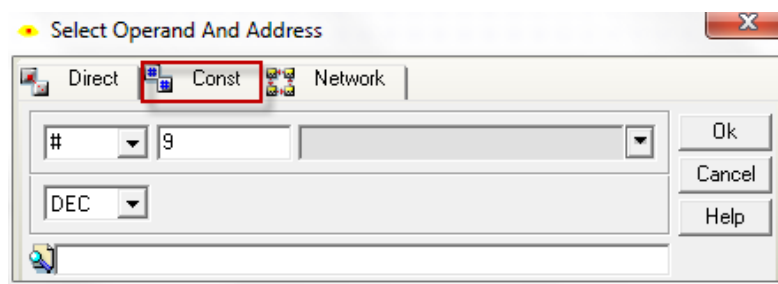 Select Operand And Address
Direct Const Network
# 9 Ok
Cancel
DEC Help